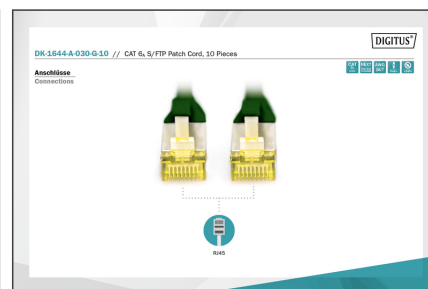 DIGITUS®
DK-1644-A-030-G-10 // CAT 6A S/FTP Patch Cord, 10 Pieces
Anschlüsse
Connections
RJ45